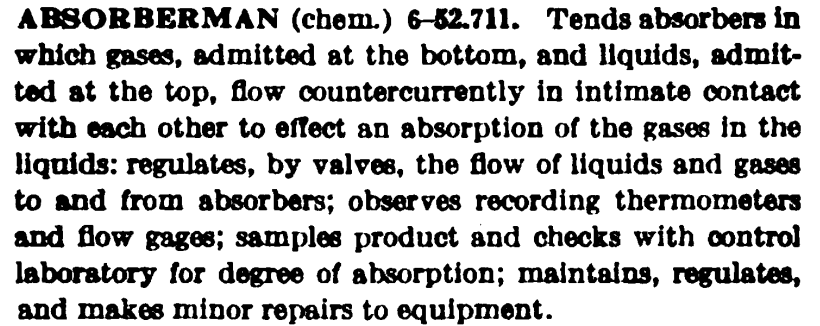 ABSORBERMAN (chem.) 6–52.711. Tends absorbers in
which gases, admitted at the bottom, and liquids, admit-
ted at the top, flow countercurrently in intimate contact
with each other to effect an absorption of the gases in the
liquids: regulates, by valves, the flow of liquids and gases
to and from absorbers; observes recording thermometers
and flow gages; samples product and checks with control
laboratory for degree of absorption; maintains, regulates,
and makes minor repairs to equipment.